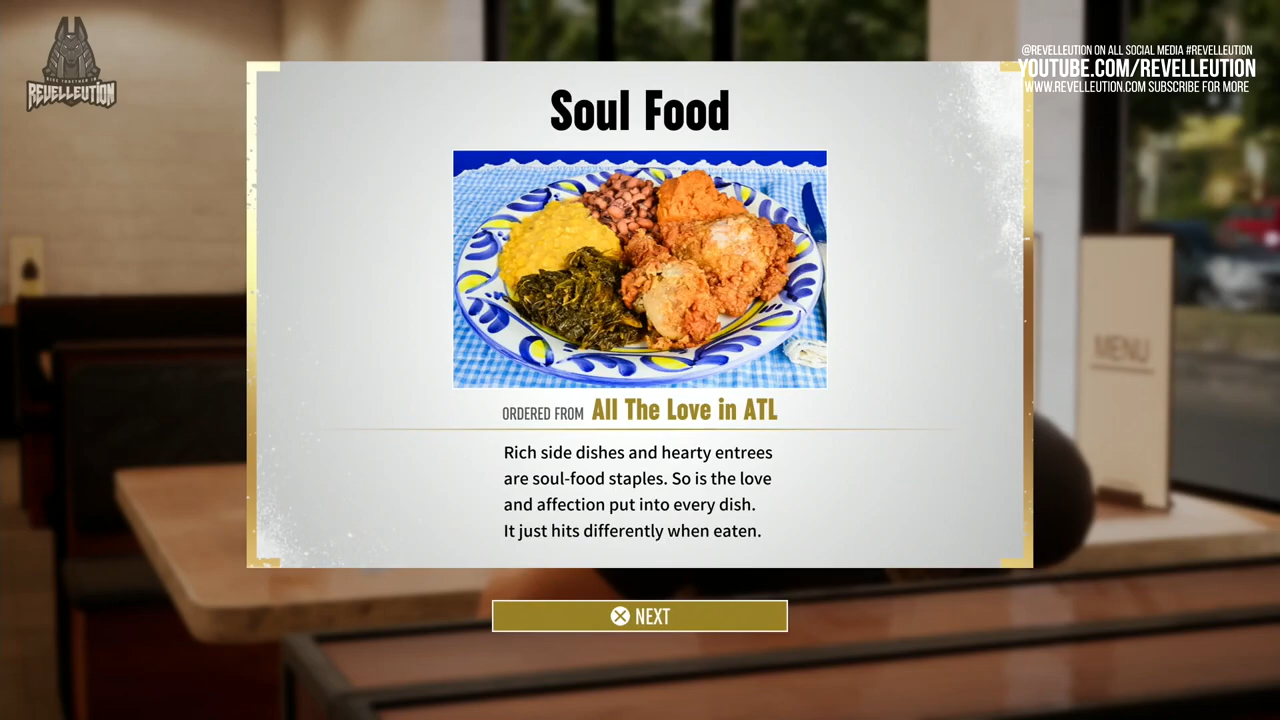 RISE TOGETHER IN
REVELLEUTION
@REVELLEUTION ON ALL SOCIAL MEDIA #REVELLEUTION
YOUTUBE.COM/REVELLEUTION
WWW.REVELLEUTION.COM SUBSCRIBE FOR MORE
Soul Food
ORDERED FROM All The Love in ATL
Rich side dishes and hearty entrees
are soul-food staples. So is the love
and affection put into every dish.
It just hits differently when eaten.
MENU
NEXT